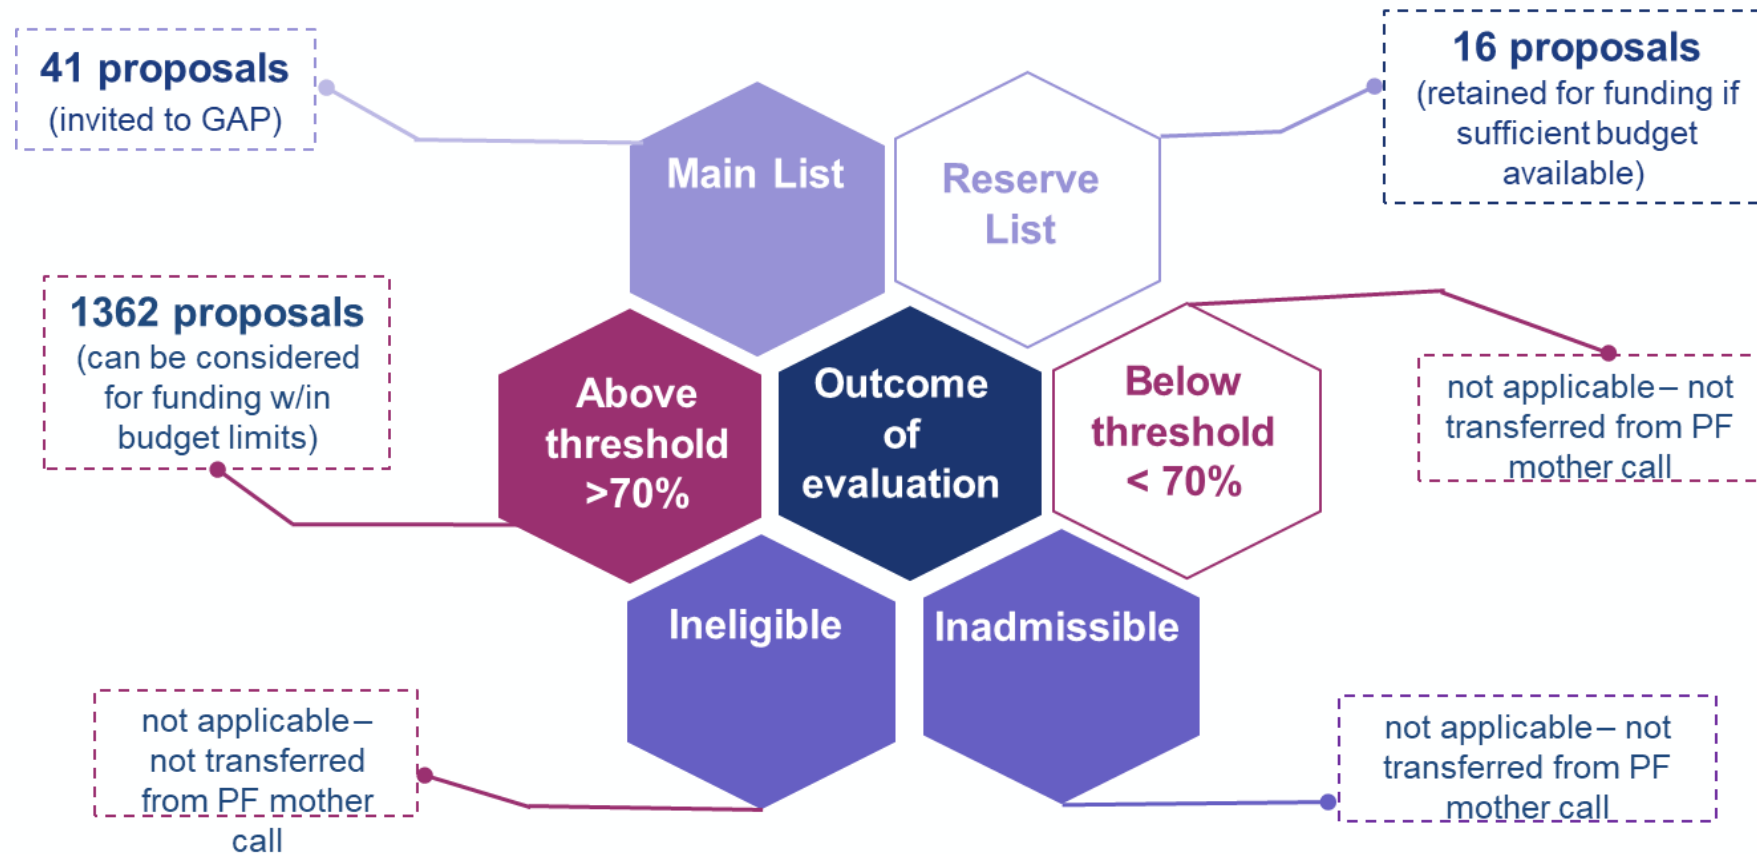 41 proposals
(invited to GAP)
16 proposals
(retained for funding if
sufficient budget
available)
Main List
Reserve
List
1362 proposals
(can be considered
for funding w/in
budget limits)
Above
threshold
>70%
Outcome
of
evaluation
Below
threshold
< 70%
not applicable – not
transferred from PF
mother call
Ineligible
Inadmissible
not applicable –
not transferred
from PF mother
call
not applicable – not
transferred from PF
mother call